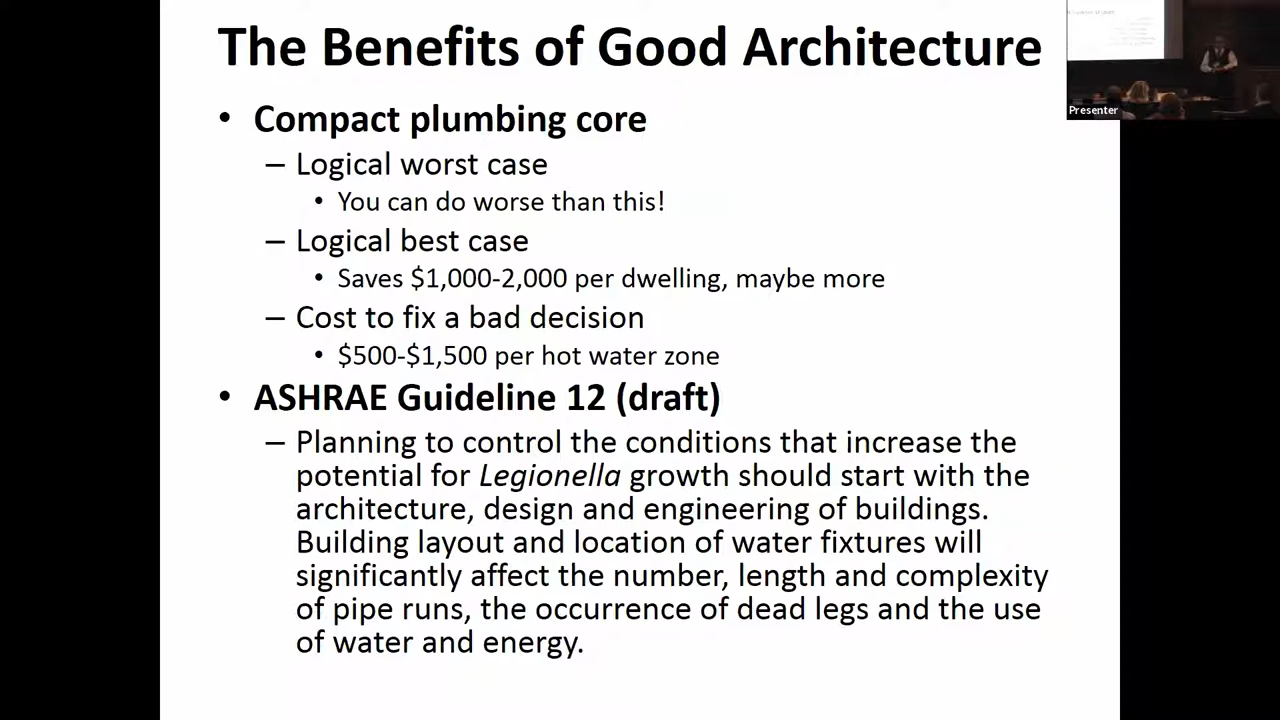 The Benefits of Good Architecture
Presenter
• Compact plumbing core
– Logical worst case
• You can do worse than this!
– Logical best case
• Saves $1,000-2,000 per dwelling, maybe more
– Cost to fix a bad decision
• $500-$1,500 per hot water zone
• ASHRAE Guideline 12 (draft)
– Planning to control the conditions that increase the
potential for Legionella growth should start with the
architecture, design and engineering of buildings.
Building layout and location of water fixtures will
significantly affect the number, length and complexity
of pipe runs, the occurrence of dead legs and the use
of water and energy.